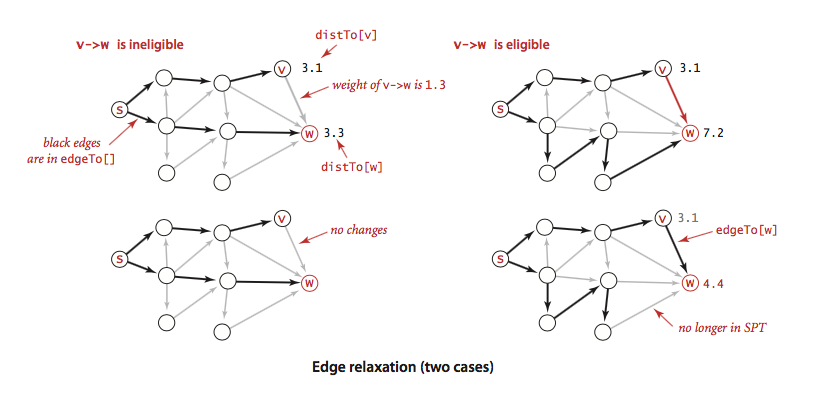 v->w is ineligible
distTo[v]
v
3.1
weight of v->w is 1.3
s
black edges
are in edgeTo[]
w
3.3
distTo[w]
v->w is eligible
v
3.1
s
w
7.2
v
no changes
s
w
v
3.1
edgeTo[w]
s
w
4.4
no longer in SPT
Edge relaxation (two cases)